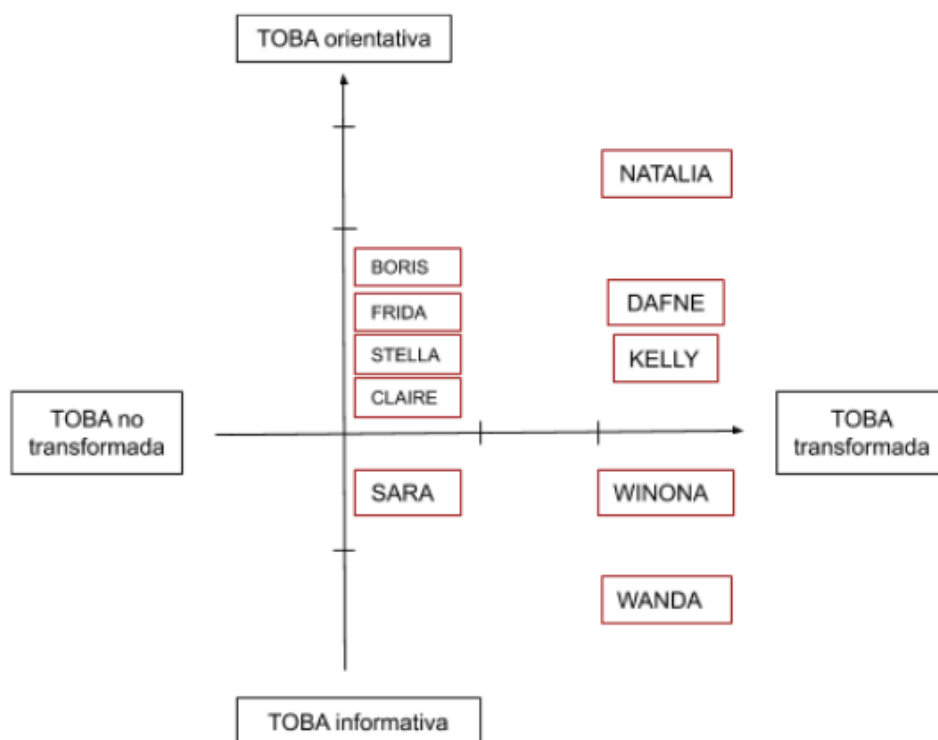 TOBA orientativa
NATALIA
BORIS
DAFNE
FRIDA
STELLA
KELLY
CLAIRE
TOBA no
transformada
TOBA
transformada
SARA
WINONA
WANDA
TOBA informativa